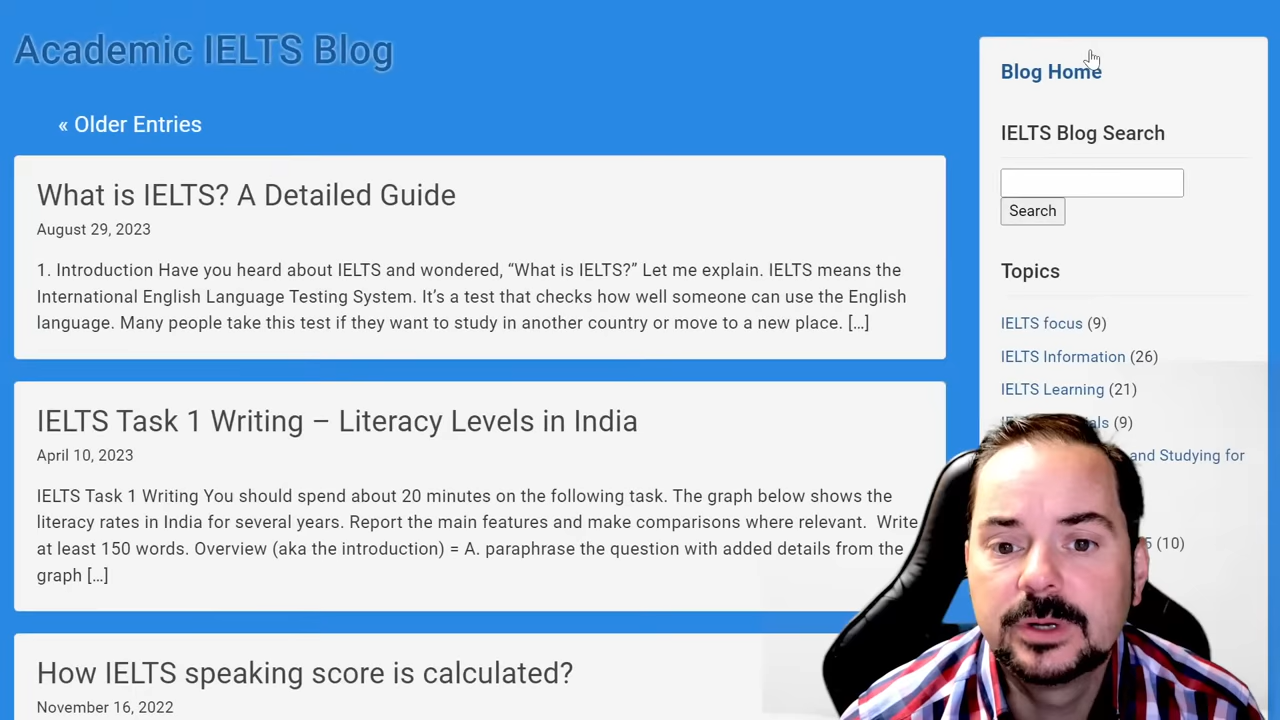 Academic IELTS Blog
« Older Entries
What is IELTS? A Detailed Guide
August 29, 2023
1. Introduction Have you heard about IELTS and wondered, “What is IELTS?” Let me explain. IELTS means the
International English Language Testing System. It’s a test that checks how well someone can use the English
language. Many people take this test if they want to study in another country or move to a new place. […]
IELTS Task 1 Writing – Literacy Levels in India
April 10, 2023
IELTS Task 1 Writing You should spend about 20 minutes on the following task. The graph below shows the
literacy rates in India for several years. Report the main features and make comparisons where relevant.  Write
at least 150 words. Overview (aka the introduction) = A. paraphrase the question with added details from the
graph […]
How IELTS speaking score is calculated?
November 16, 2022
Blog Home
IELTS Blog Search
Search
Topics
IELTS focus (9)
IELTS Information (26)
IELTS Learning (21)
(9)
and Studying for
(10)